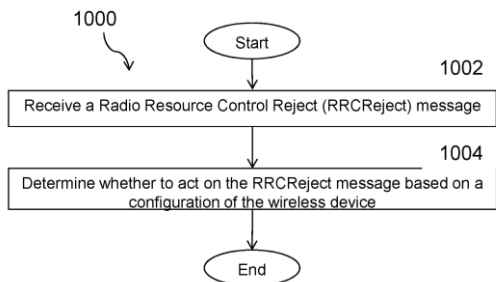 1000
Start
1002
Receive a Radio Resource Control Reject (RRCReject) message
1004
Determine whether to act on the RRCReject message based on a
configuration of the wireless device
End